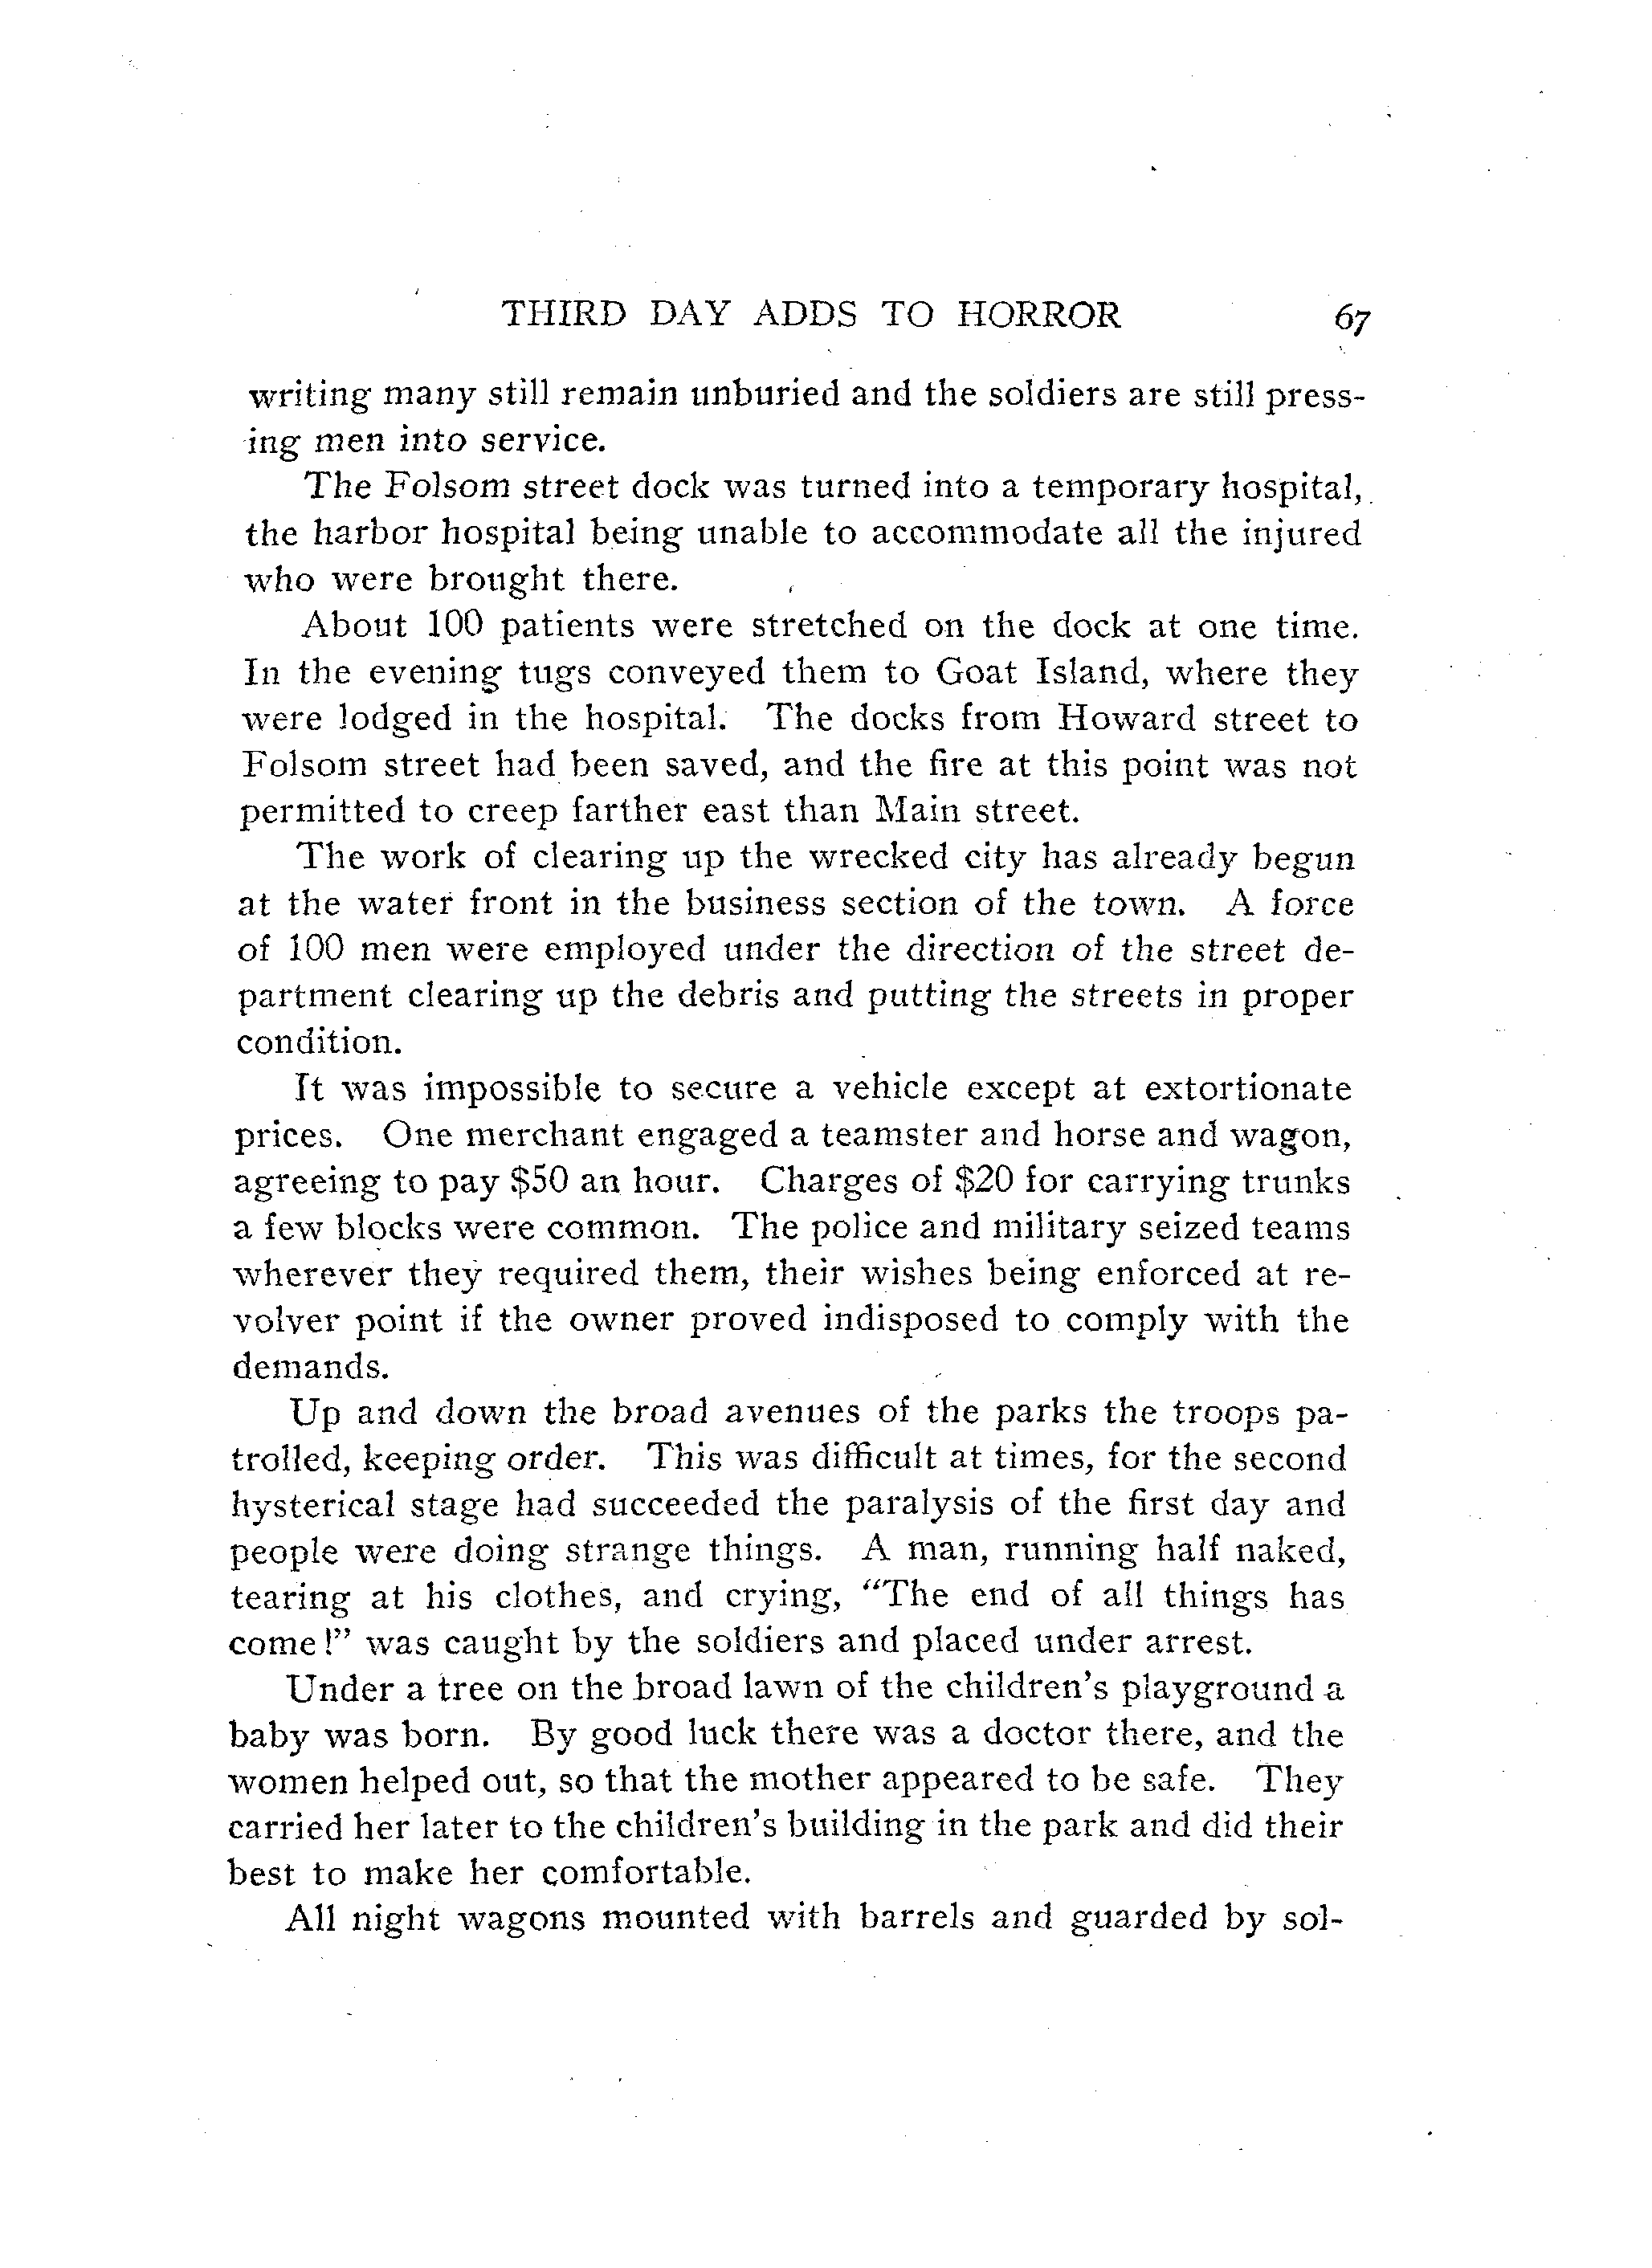 THIRD DAY ADDS TO HORROR 67
writing many still remain unburied and the soldiers are still press-
ing men into service.
The Folsom street dock was turned into a temporary hospital,
the harbor hospital being unable to accommodate all the injured
who were brought there.
About 100 patients were stretched on the dock at one time.
In the evening tugs conveyed them to Goat Island, where they
were lodged in the hospital. The docks from Howard street to
Folsom street had been saved, and the fire at this point was not
permitted to creep farther east than Main street.
The work of clearing up the wrecked city has already begun
at the water front in the business section of the town. A force
of 100 men were employed under the direction of the street de-
partment clearing up the debris and putting the streets in proper
condition.
It was impossible to secure a vehicle except at extortionate
prices. One merchant engaged a teamster and horse and wagon,
agreeing to pay $50 an hour. Charges of $20 for carrying trunks
a few blocks were common. The police and military seized teams
wherever they required them, their wishes being enforced at re-
volver point if the owner proved indisposed to comply with the
demands.
Up and down the broad avenues of the parks the troops pa-
trolled, keeping order. This was difficult at times, for the second
hysterical stage had succeeded the paralysis of the first day and
people were doing strange things. A man, running half naked,
tearing at his clothes, and crying, "The end of all things has
come!" was caught by the soldiers and placed under arrest.
Under a tree on the broad lawn of the children's playground a
baby was born. By good luck there was a doctor there, and the
women helped out, so that the mother appeared to be safe. They
carried her later to the children's building in the park and did their
best to make her comfortable.
All night wagons mounted with barrels and guarded by sol-